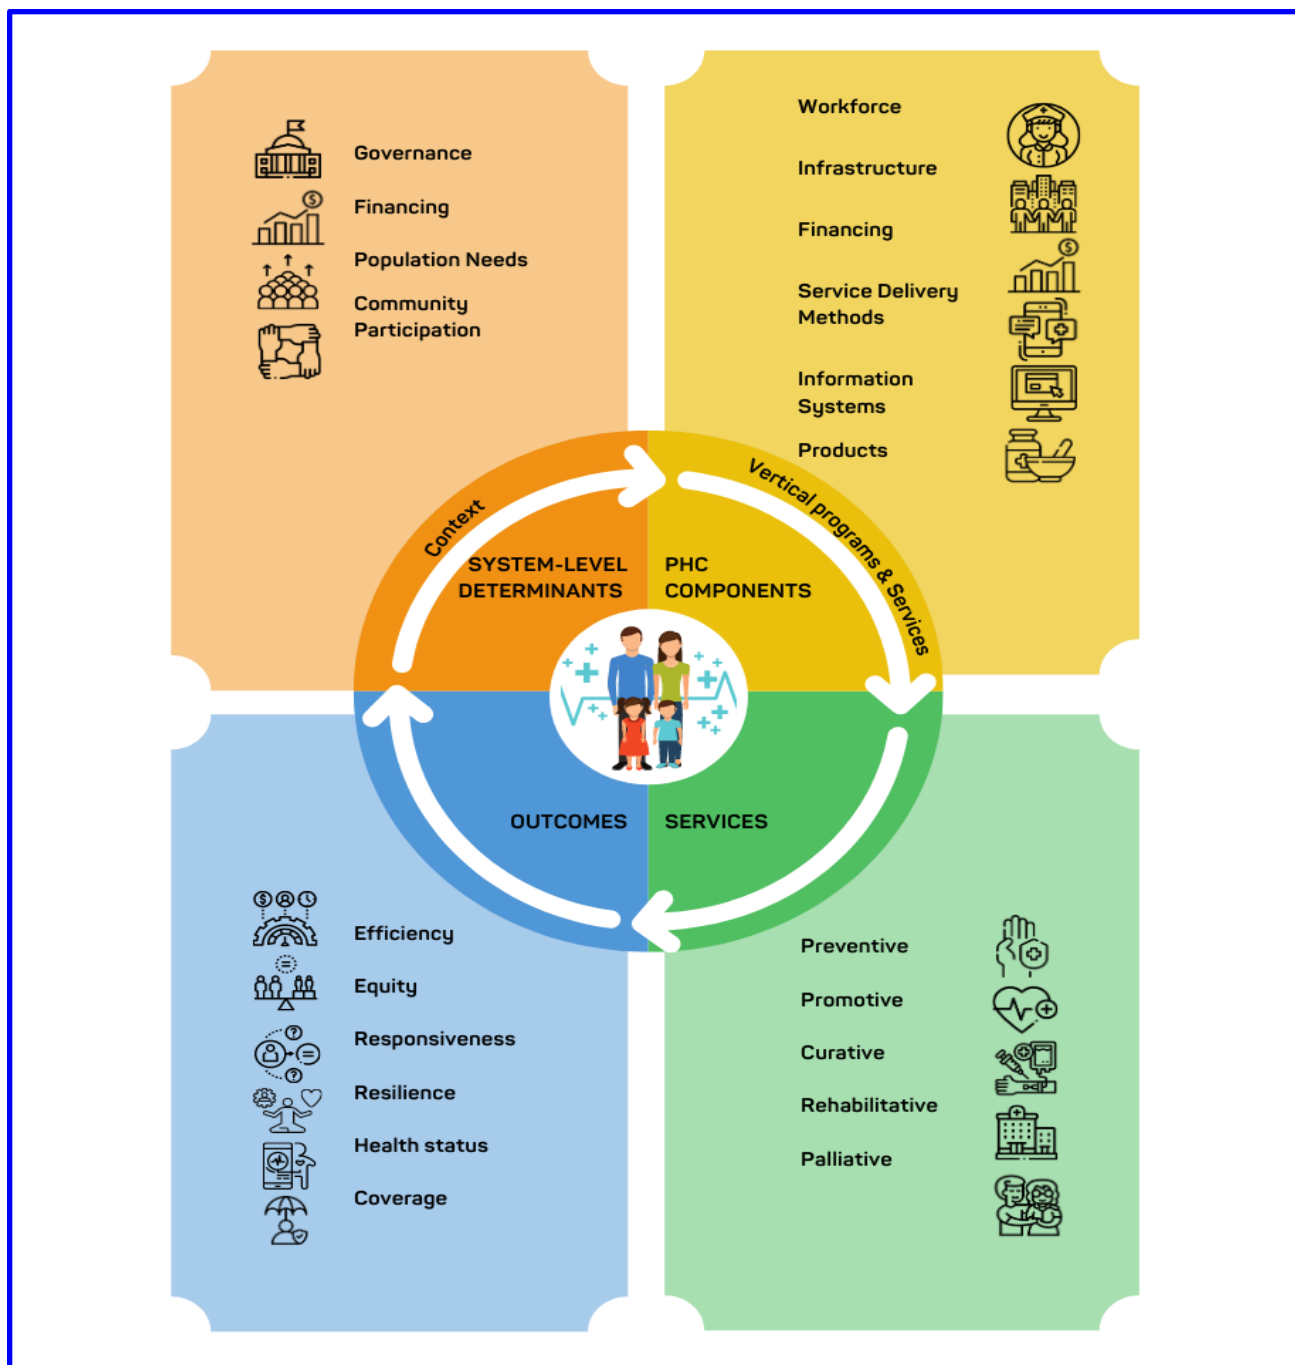 Governance
Financing
Population Needs
Community
Participation
Workforce
Infrastructure
Financing
Service Delivery
Methods
Information
Systems
Products
Context
Vertical programs & Services
SYSTEM-LEVEL
DETERMINANTS
PHC
COMPONENTS
OUTCOMES
SERVICES
Efficiency
Equity
Responsiveness
Resilience
Health status
Coverage
Preventive
Promotive
Curative
Rehabilitative
Palliative